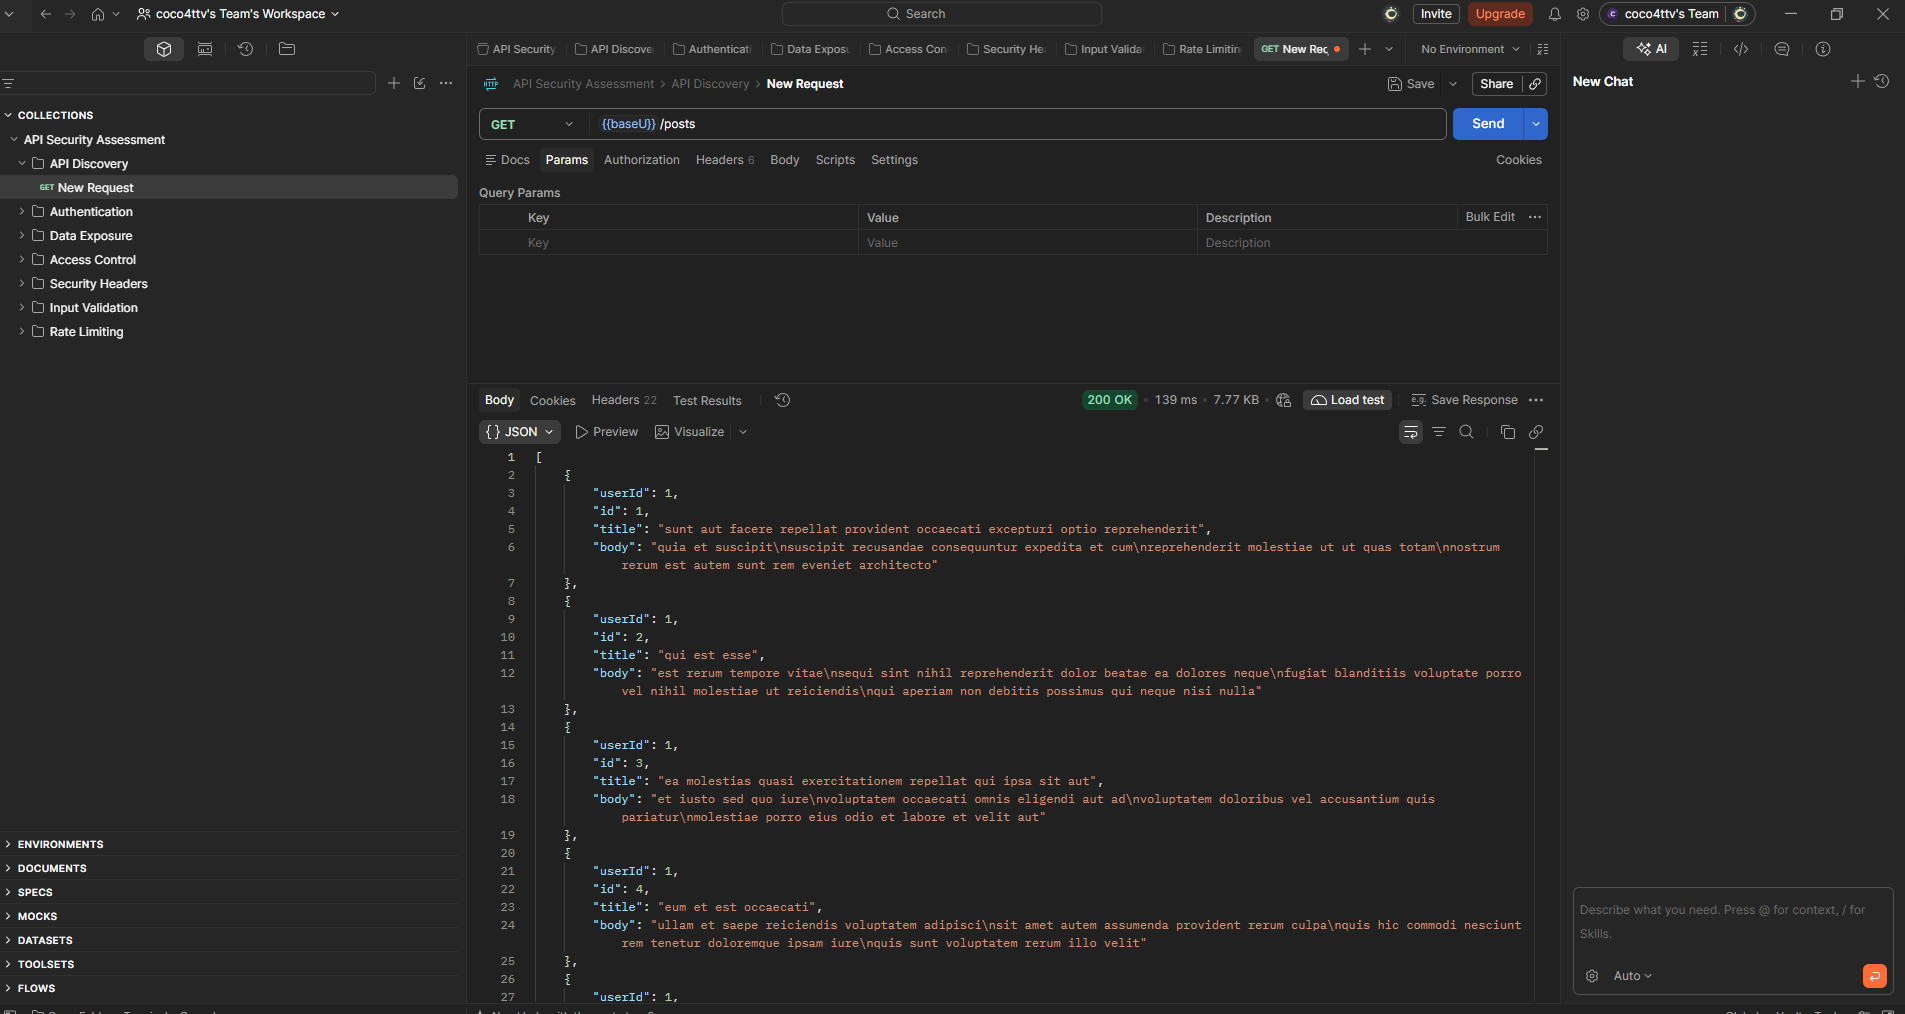 coco4ttv's Team's Workspace
Search
Invite
Upgrade
C coco4ttv's Team
API Security
API Discove
Authenticati
Data Expos
Access Con
Security He
Input Valida
Rate Limitin
GET New Req
No Environment
AI
API Security Assessment > API Discovery > New Request
Save
Share
New Chat
COLLECTIONS
API Security Assessment
API Discovery
GET New Request
Authentication
Data Exposure
Access Control
Security Headers
Input Validation
Rate Limiting
ENVIRONMENTS
DOCUMENTS
SPECS
MOCKS
DATASETS
TOOLSETS
FLOWS
HTTP
GET
{{baseU}} /posts
Send
Docs
Params
Authorization
Headers 6
Body
Scripts
Settings
Cookies
Query Params
Key Value Description Bulk Edit
Key Value Description
Body
Cookies
Headers 22
Test Results
200 OK
139 ms
7.77 KB
Load test
e.g. Save Response
{} JSON
Preview
Visualize
1 [
2 {
3 "userId": 1,
4 "id": 1,
5 "title": "sunt aut facere repellat provident occaecati excepturi optio reprehenderit",
6 "body": "quia et suscipit\nsuscipit recusandae consequuntur expedita et cum\nreprehenderit molestiae ut ut quas totam\nnostrum
rerum est autem sunt rem eveniet architecto"
7 },
8 {
9 "userId": 1,
10 "id": 2,
11 "title": "qui est esse",
12 "body": "est rerum tempore vitae\nsequi sint nihil reprehenderit dolor beatae ea dolores neque\nfugiat blanditiis voluptate porro
vel nihil molestiae ut reiciendis\nqui aperiam non debitis possimus qui neque nisi nulla"
13 },
14 {
15 "userId": 1,
16 "id": 3,
17 "title": "ea molestias quasi exercitationem repellat qui ipsa sit aut",
18 "body": "et iusto sed quo iure\nvoluptatem occaecati omnis eligendi aut ad\nvoluptatem doloribus vel accusantium quis
pariatur\nmolestiae porro eius odio et labore et velit aut"
19 },
20 {
21 "userId": 1,
22 "id": 4,
23 "title": "eum et est occaecati",
24 "body": "ullam et saepe reiciendis voluptatem adipisci\nsit amet autem assumenda provident rerum culpa\nquis hic commodi nesciunt
rem tenetur doloremque ipsam iure\nquis sunt voluptatem rerum illo velit"
25 },
26 {
27 "userId": 1,
Describe what you need. Press @ for context, / for
Skills.
Auto